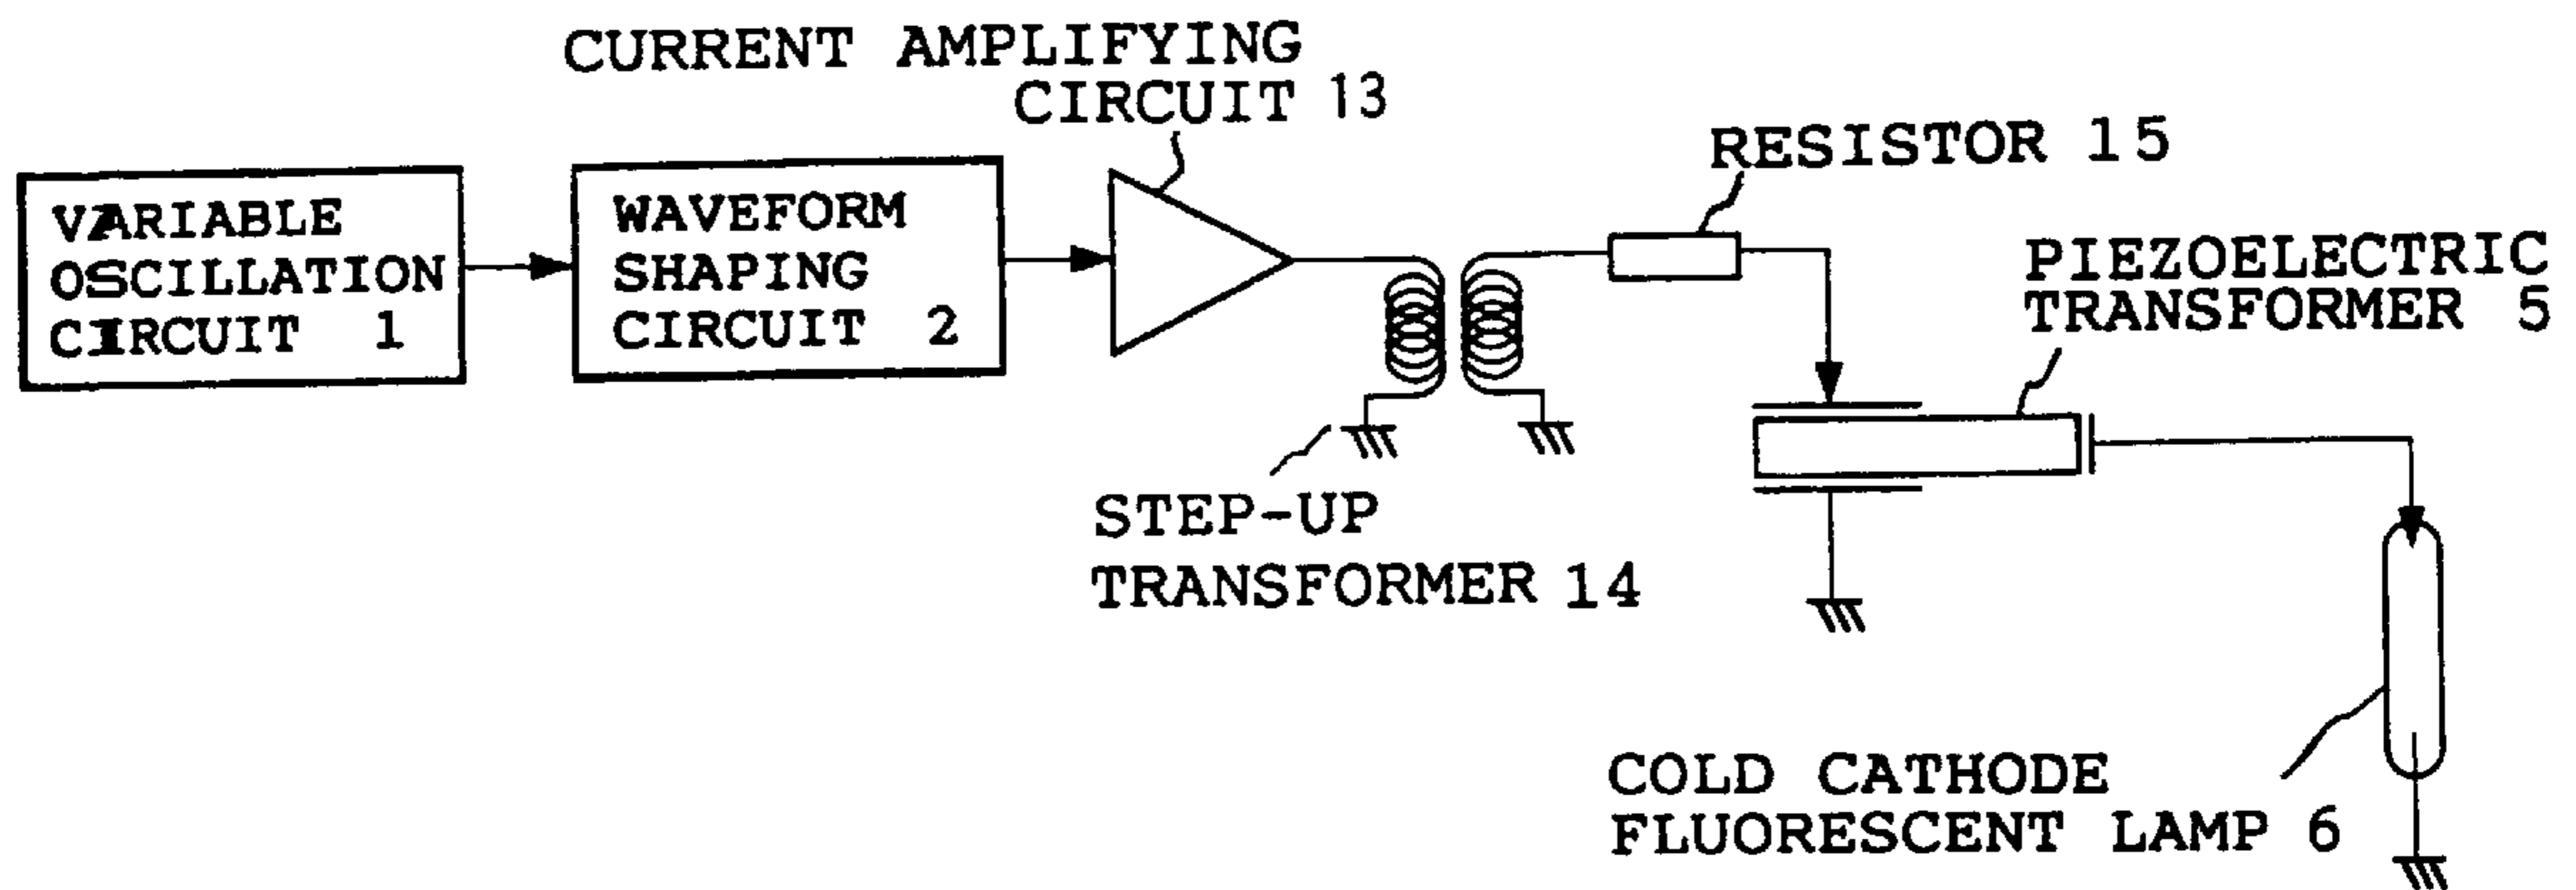 CURRENT AMPLIFYING
CIRCUIT 13
RESISTOR 15
VARIABLE
OSCILLATION
CIRCUIT 1
WAVEFORM
SHAPING
CIRCUIT 2
PIEZOELECTRIC
TRANSFORMER 5
STEP-UP
TRANSFORMER 14
COLD CATHODE
FLUORESCENT LAMP 6